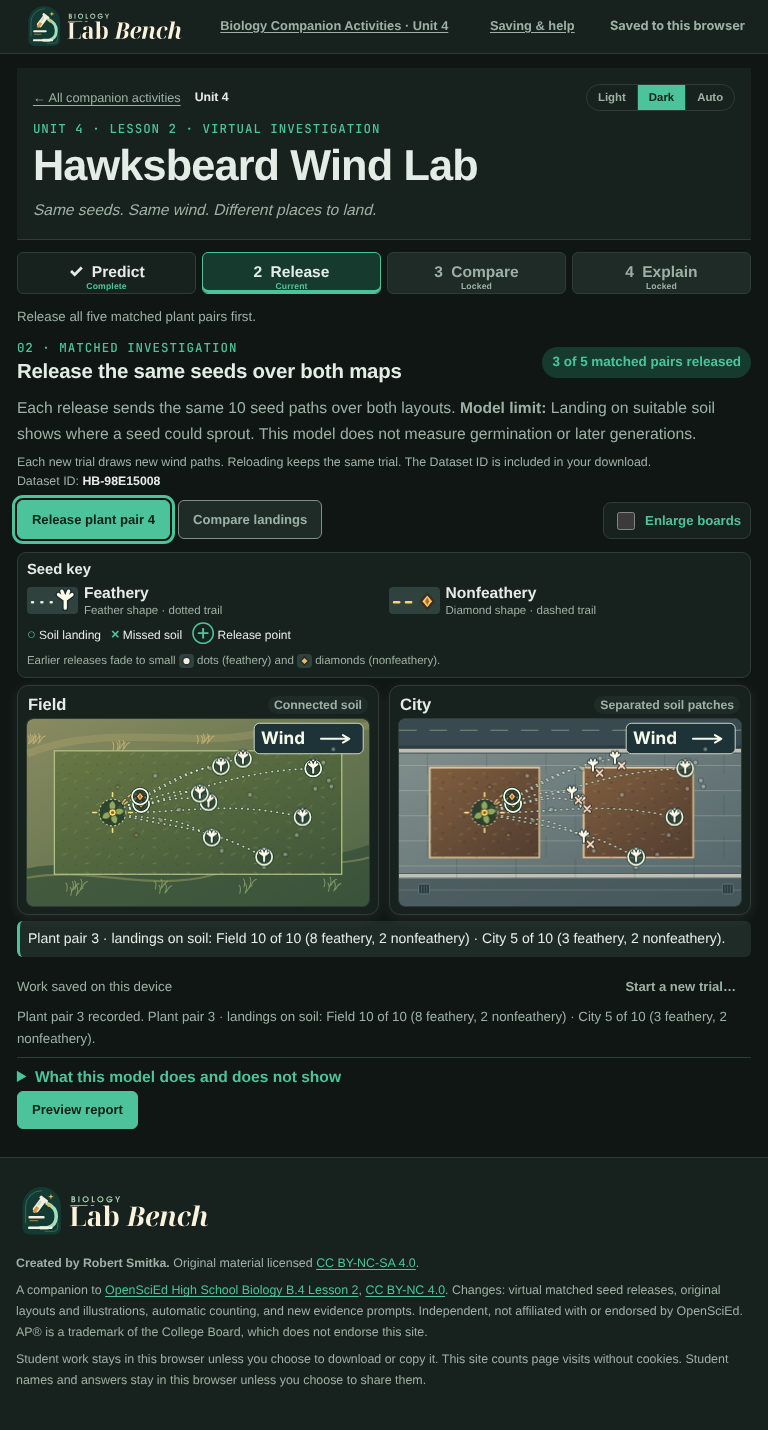 BIOLOGY
Lab Bench
Biology Companion Activities · Unit 4
Saving & help
Saved to this browser
← All companion activities
Unit 4
Light
Dark
Auto
UNIT 4 · LESSON 2 · VIRTUAL INVESTIGATION
Hawksbeard Wind Lab
Same seeds. Same wind. Different places to land.
✓ Predict
Complete
2 Release
Current
3 Compare
Locked
4 Explain
Locked
Release all five matched plant pairs first.
02 · MATCHED INVESTIGATION
Release the same seeds over both maps
3 of 5 matched pairs released
Each release sends the same 10 seed paths over both layouts. Model limit: Landing on suitable soil
shows where a seed could sprout. This model does not measure germination or later generations.
Each new trial draws new wind paths. Reloading keeps the same trial. The Dataset ID is included in your download.
Dataset ID: HB-98E15008
Release plant pair 4
Compare landings
Enlarge boards
Seed key
Feathery
Feather shape · dotted trail
Nonfeathery
Diamond shape · dashed trail
○ Soil landing × Missed soil Release point
Earlier releases fade to small dots (feathery) and diamonds (nonfeathery).
Field
Connected soil
Wind →
City
Separated soil patches
Wind →
Plant pair 3 · landings on soil: Field 10 of 10 (8 feathery, 2 nonfeathery) · City 5 of 10 (3 feathery, 2 nonfeathery).
Work saved on this device
Start a new trial…
Plant pair 3 recorded. Plant pair 3 · landings on soil: Field 10 of 10 (8 feathery, 2 nonfeathery) · City 5 of 10 (3 feathery, 2
nonfeathery).
What this model does and does not show
Preview report
BIOLOGY
Lab Bench
Created by Robert Smitka. Original material licensed CC BY-NC-SA 4.0.
A companion to OpenSciEd High School Biology B.4 Lesson 2, CC BY-NC 4.0. Changes: virtual matched seed releases, original
layouts and illustrations, automatic counting, and new evidence prompts. Independent, not affiliated with or endorsed by OpenSciEd.
AP® is a trademark of the College Board, which does not endorse this site.
Student work stays in this browser unless you choose to download or copy it. This site counts page visits without cookies. Student
names and answers stay in this browser unless you choose to share them.